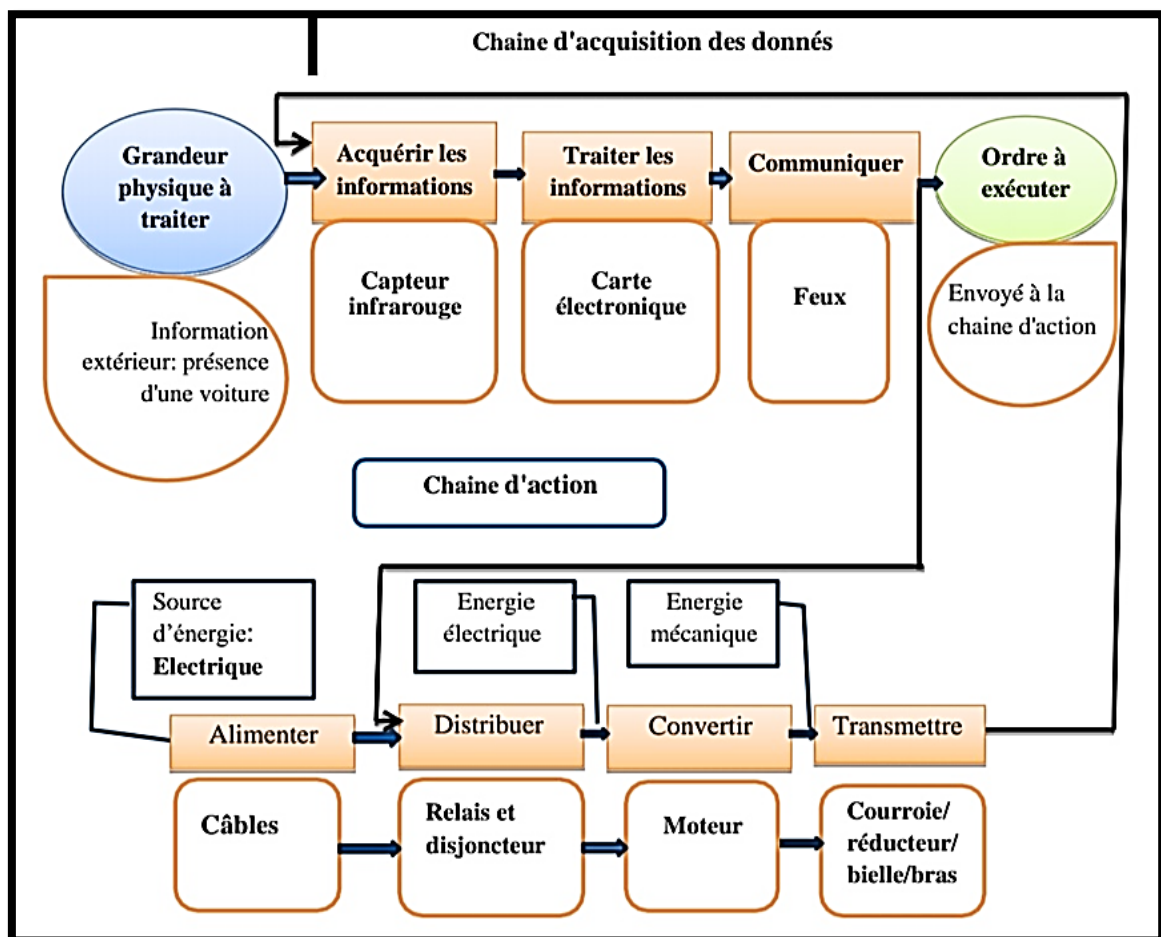 Chaine d'acquisition des donnés
Grandeur
physique à
traiter
Acquérir les
informations
Traiter les
informations
Communiquer
Ordre à
exécuter
Information
extérieur: présence
d'une voiture
Capteur
infrarouge
Carte
électronique
Feux
Envoyé à la
chaine d'action
Chaine d'action
Source
d’énergie:
Electrique
Energie
électrique
Energie
mécanique
Alimenter
Distribuer
Convertir
Transmettre
Câbles
Relais et
disjoncteur
Moteur
Courroie/
réducteur/
bielle/bras